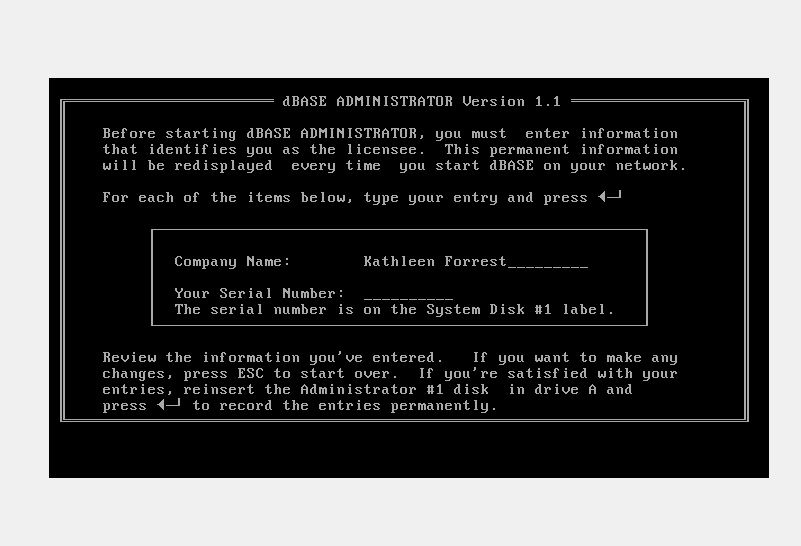 dBASE ADMINISTRATOR Version 1.1
Before starting dBASE ADMINISTRATOR, you must  enter information
that identifies you as the licensee.  This permanent information
will be redisplayed  every time  you start dBASE on your network.
For each of the items below, type your entry and press ◄─┘
Company Name:        Kathleen Forrest_________
Your Serial Number:  __________
The serial number is on the System Disk #1 label.
Review the information you've entered.   If you want to make any
changes, press ESC to start over.  If you're satisfied with your
entries, reinsert the Administrator #1 disk  in drive A and
press ◄─┘ to record the entries permanently.